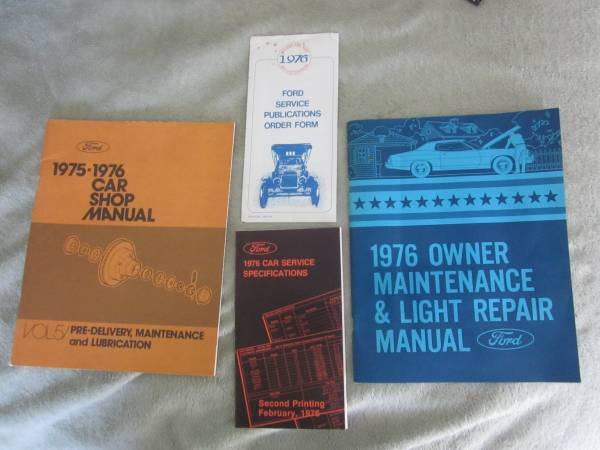 Ford
1975-1976
CAR
SHOP
MANUAL
VOL 5/ PRE-DELIVERY, MAINTENANCE
and LUBRICATION
1976
FORD
SERVICE
PUBLICATIONS
ORDER FORM
Ford
1976 CAR SERVICE
SPECIFICATIONS
Second Printing
February, 1976
1976 OWNER
MAINTENANCE
& LIGHT REPAIR
MANUAL Ford